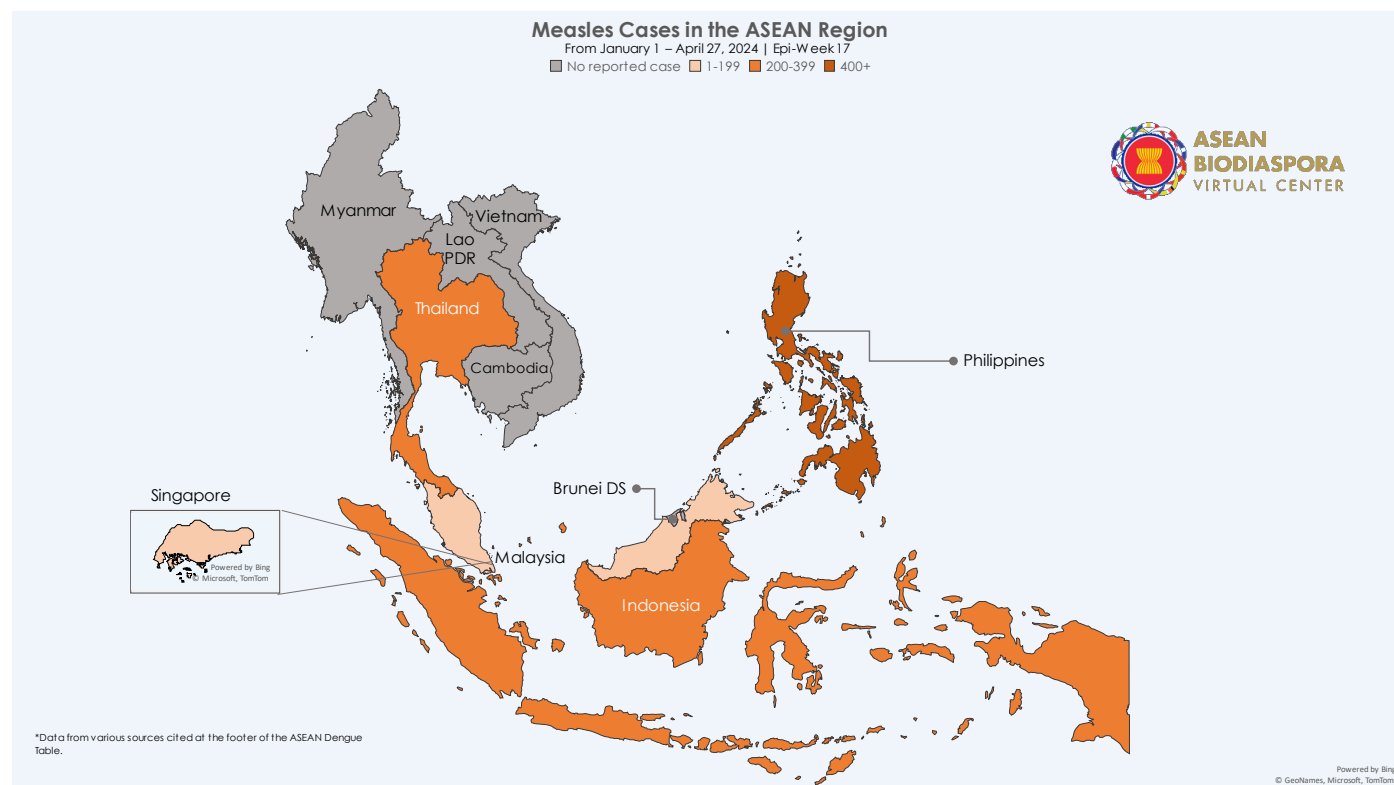 Measles Cases in the ASEAN Region
From January 1 – April 27, 2024 | Epi-Week 17
No reported case 1-199 200-399 400+
ASEAN
BIODIASPORA
VIRTUAL CENTER
Myanmar
Vietnam
Lao
PDR
Thailand
Cambodia
Philippines
Brunei DS
Singapore
Powered by Bing
© Microsoft, TomTom
Malaysia
Indonesia
*Data from various sources cited at the footer of the ASEAN Dengue
Table.
Powered by Bing
© GeoNames, Microsoft, TomTom